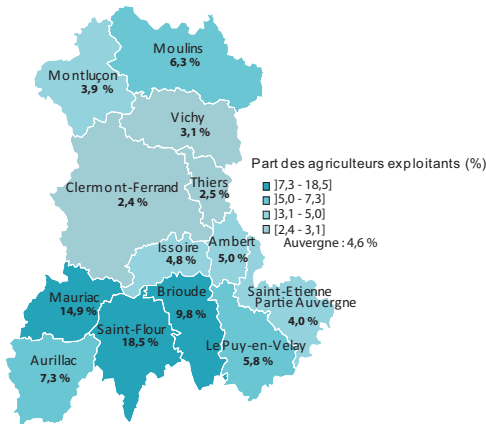 Moulins
6,3 %
Montluçon
3,9 %
Vichy
3,1 %
Part des agriculteurs exploitants (%)
]7,3 - 18,5]
]5,0 - 7,3]
]3,1 - 5,0]
[2,4 - 3,1]
Auvergne : 4,6 %
Clermont-Ferrand
2,4 %
Thiers
2,5 %
Issoire
4,8 %
Ambert
5,0 %
Mauriac
14,9 %
Brioude
9,8 %
Saint-Etienne
Partie Auvergne
4,0 %
Saint-Flour
18,5 %
Le Puy-en-Velay
5,8 %
Aurillac
7,3 %